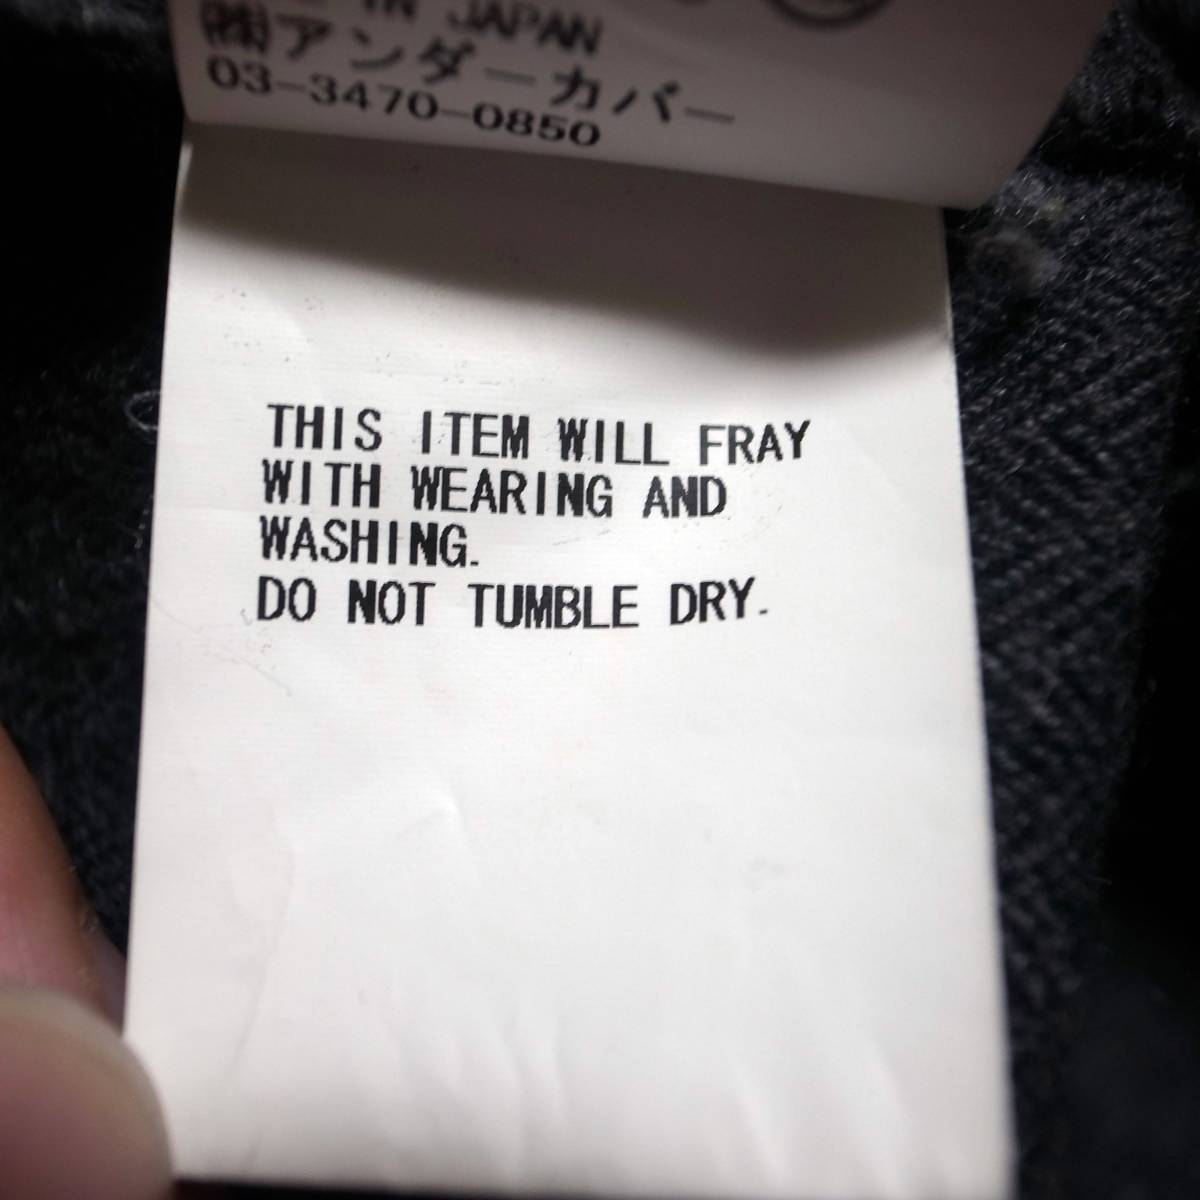 IN JAPAN
㈱アンダーカバー
03-3470-0850
THIS ITEM WILL FRAY
WITH WEARING AND
WASHING.
DO NOT TUMBLE DRY.